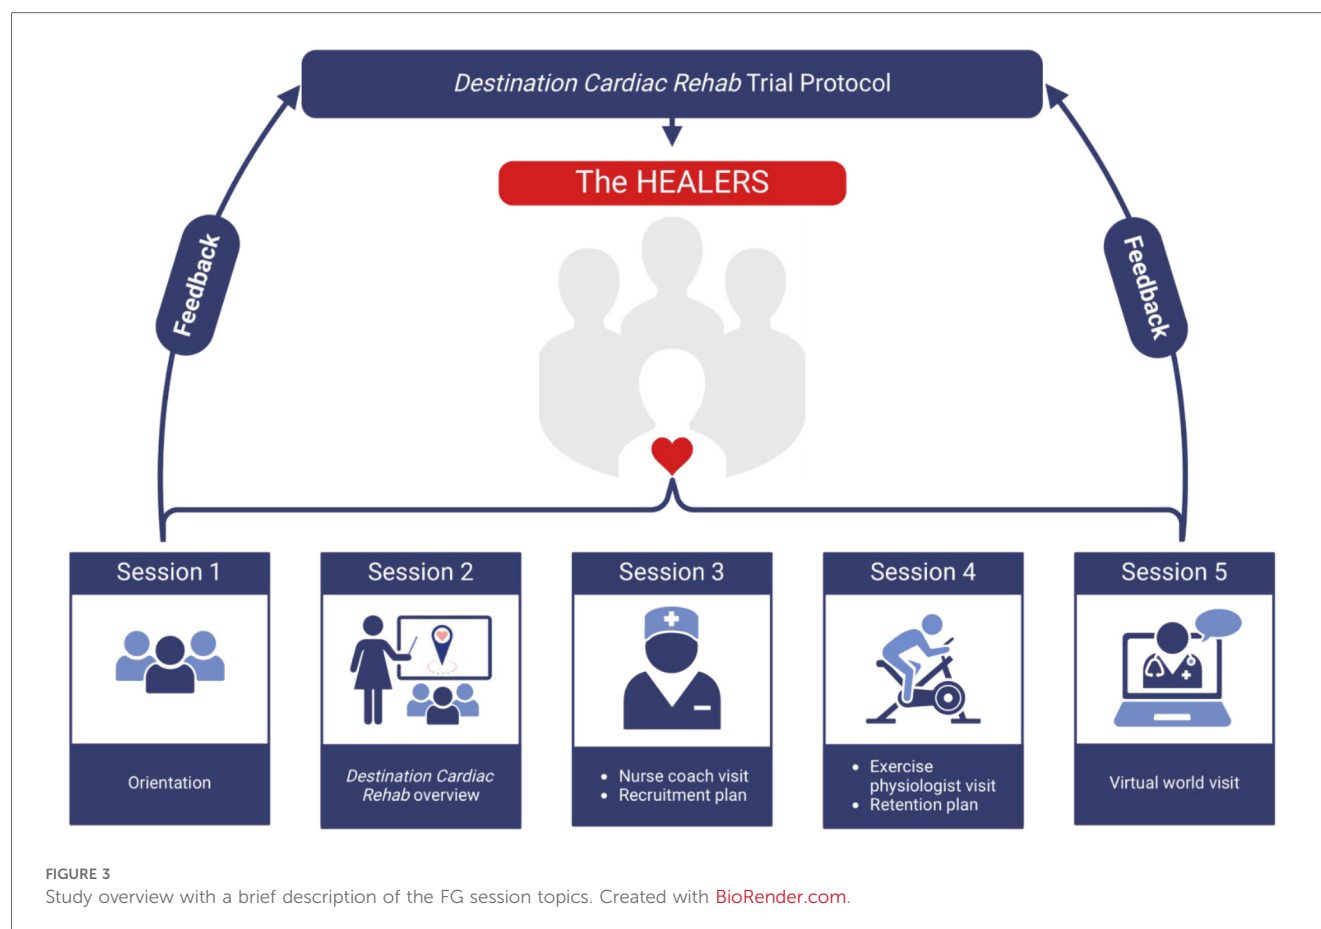 Destination Cardiac Rehab Trial Protocol
The HEALERS
Feedback
Feedback
Session 1
Orientation
Session 2
Destination Cardiac
Rehab overview
Session 3
• Nurse coach visit
• Recruitment plan
Session 4
• Exercise
physiologist visit
• Retention plan
Session 5
Virtual world visit
FIGURE 3
Study overview with a brief description of the FG session topics. Created with BioRender.com.